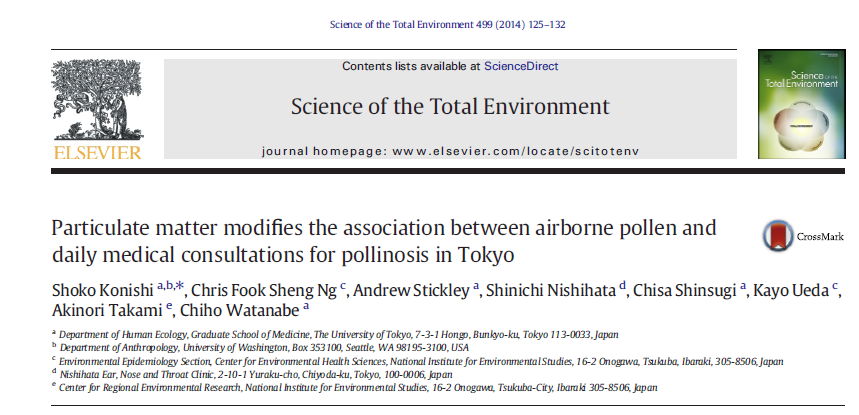 Science of the Total Environment 499 (2014) 125–132
Contents lists available at ScienceDirect
Science of the Total Environment
journal homepage: www.elsevier.com/locate/scitotenv
ELSEVIER
Science of the
Total Environment
Particulate matter modifies the association between airborne pollen and
daily medical consultations for pollinosis in Tokyo
CrossMark
Shoko Konishi a,b,*, Chris Fook Sheng Ng c, Andrew Stickley a, Shinichi Nishihata d, Chisa Shinsugi a, Kayo Ueda c,
Akinori Takami e, Chiho Watanabe a
a Department of Human Ecology, Graduate School of Medicine, The University of Tokyo, 7-3-1 Hongo, Bunkyo-ku, Tokyo 113-0033, Japan
b Department of Anthropology, University of Washington, Box 353100, Seattle, WA 98195-3100, USA
c Environmental Epidemiology Section, Center for Environmental Health Sciences, National Institute for Environmental Studies, 16-2 Onogawa, Tsukuba, Ibaraki, 305-8506, Japan
d Nishihata Ear, Nose and Throat Clinic, 2-10-1 Yuraku-cho, Chiyoda-ku, Tokyo, 100-0006, Japan
e Center for Regional Environmental Research, National Institute for Environmental Studies, 16-2 Onogawa, Tsukuba-City, Ibaraki 305-8506, Japan